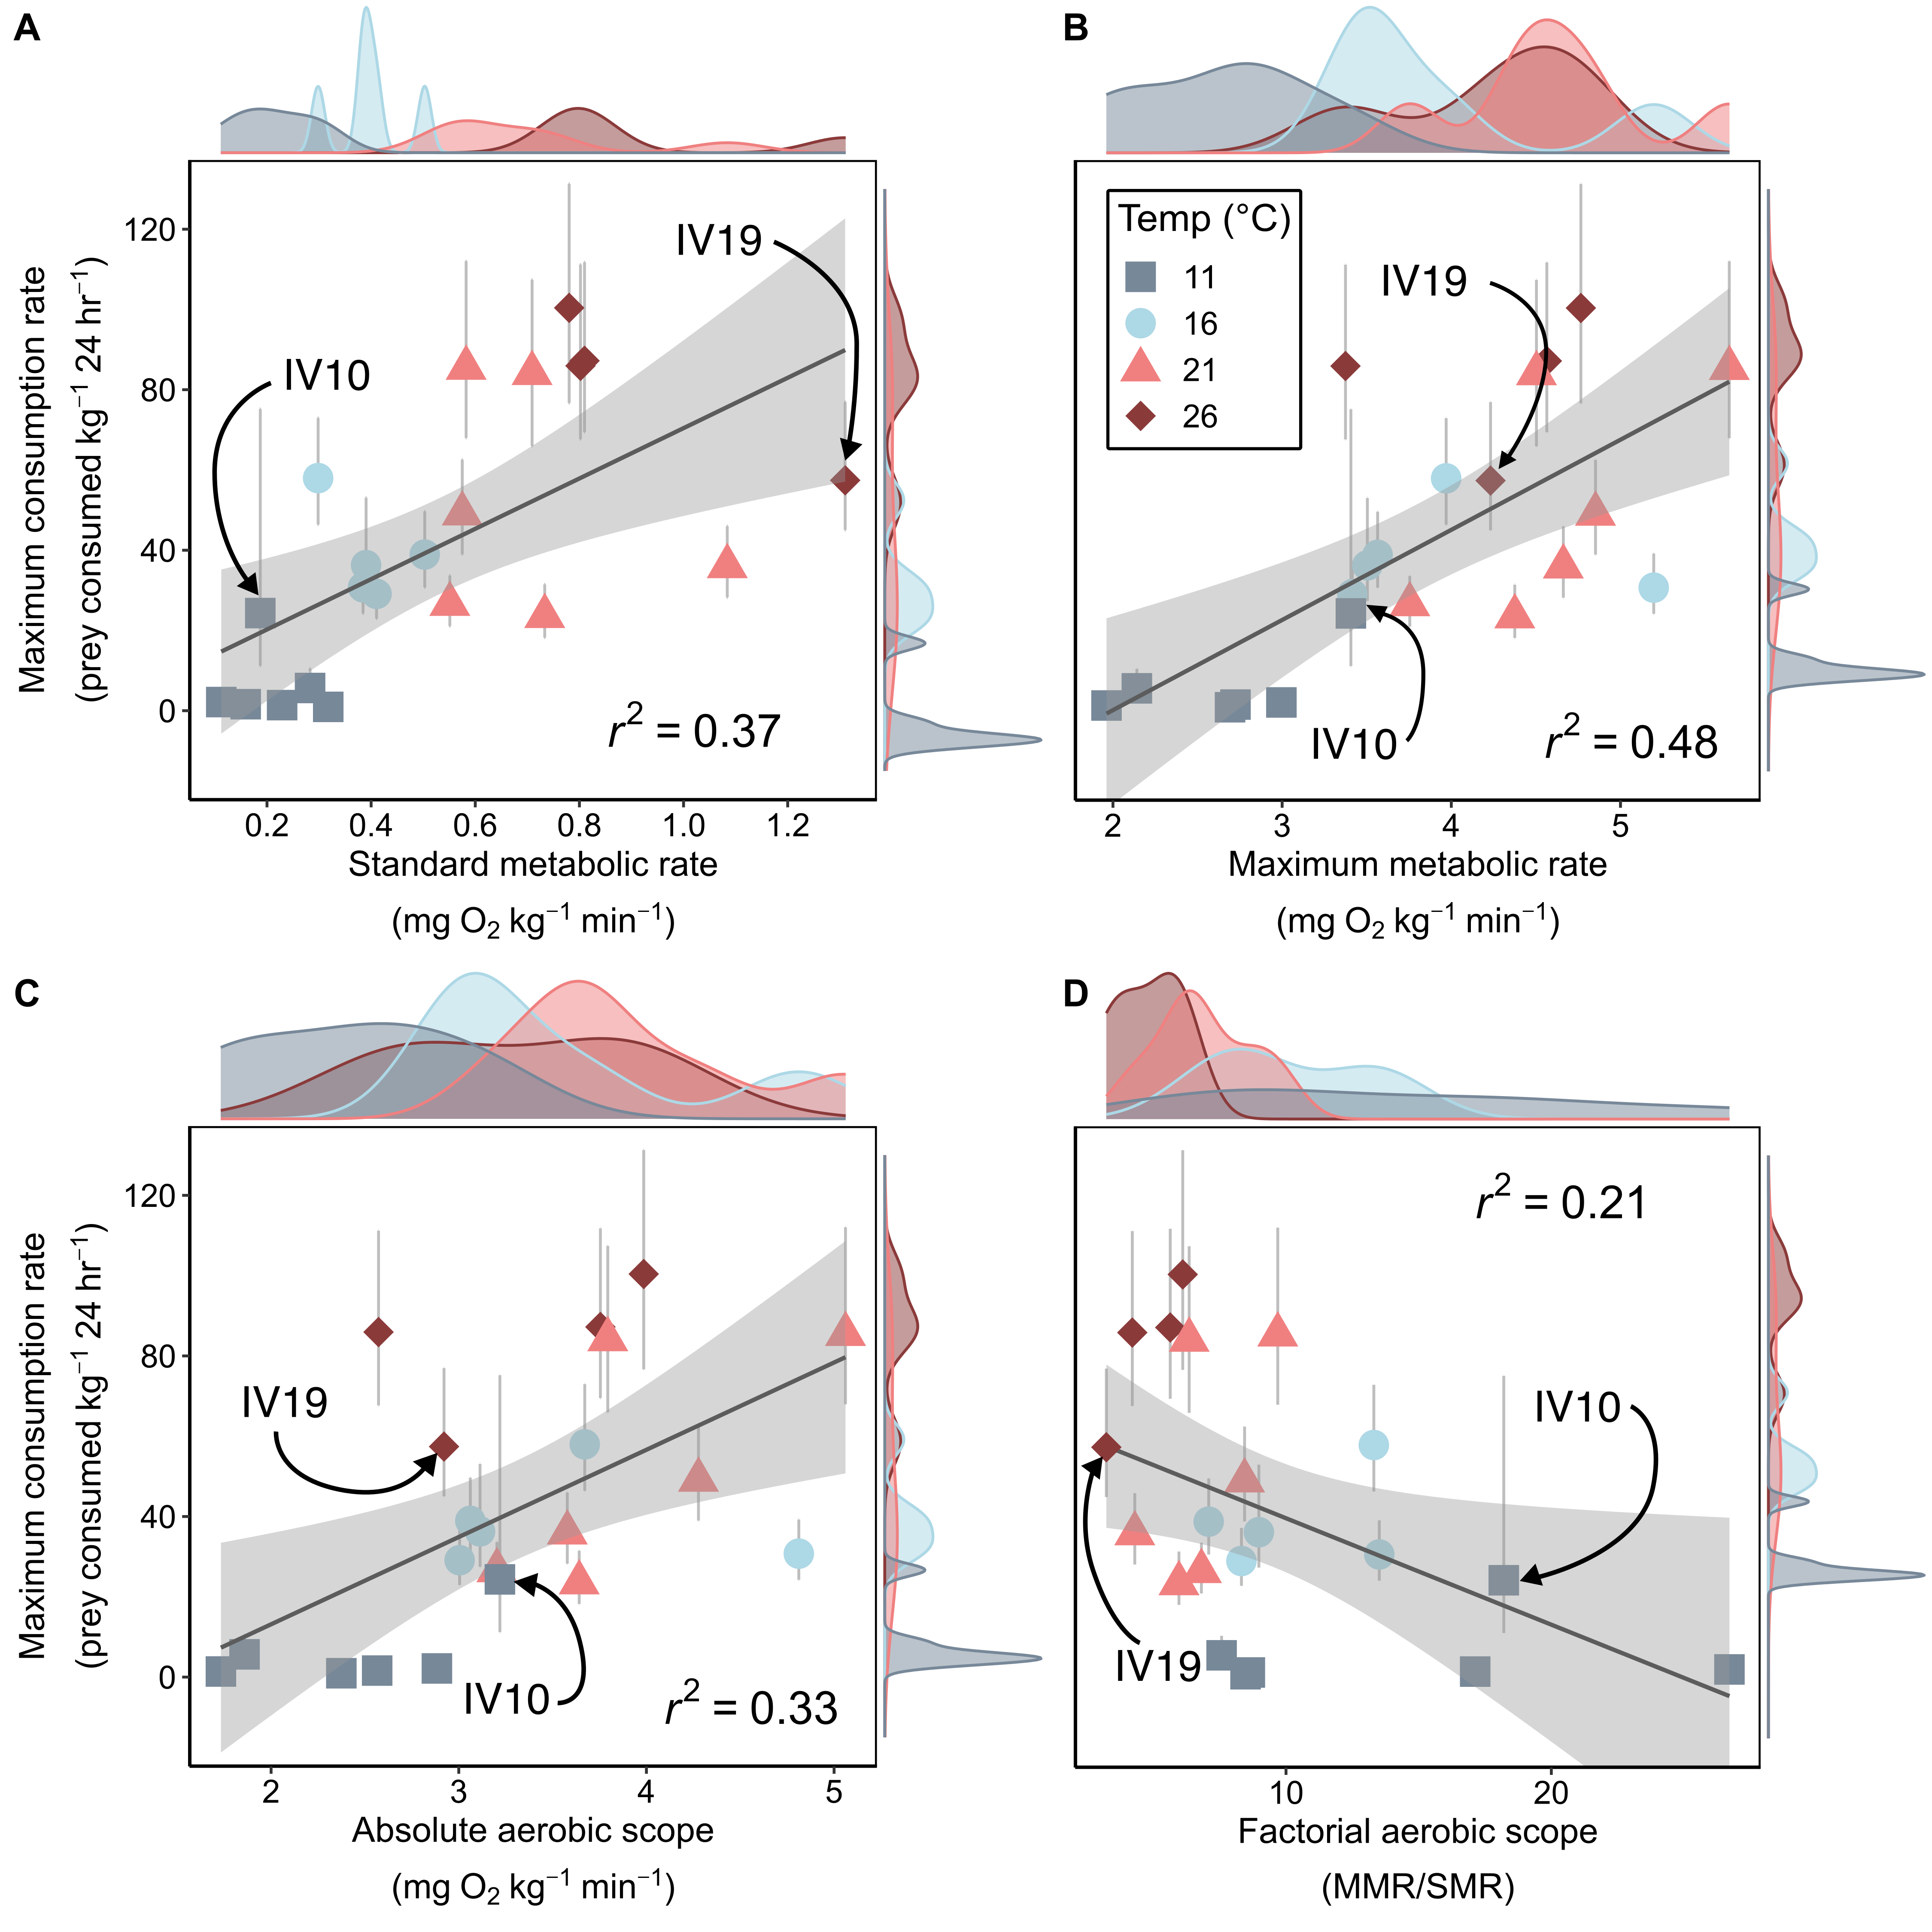 A
Maximum consumption rate
(prey consumed kg⁻¹ 24 hr⁻¹)
120
80
40
0
IV10
IV19
r² = 0.37
0.2 0.4 0.6 0.8 1.0 1.2
Standard metabolic rate
(mg O₂ kg⁻¹ min⁻¹)
B
Temp (°C)
11
16
21
26
IV19
IV10
r² = 0.48
2 3 4 5
Maximum metabolic rate
(mg O₂ kg⁻¹ min⁻¹)
C
Maximum consumption rate
(prey consumed kg⁻¹ 24 hr⁻¹)
120
80
40
0
IV19
IV10
r² = 0.33
2 3 4 5
Absolute aerobic scope
(mg O₂ kg⁻¹ min⁻¹)
D
r² = 0.21
IV10
IV19
10 20
Factorial aerobic scope
(MMR/SMR)